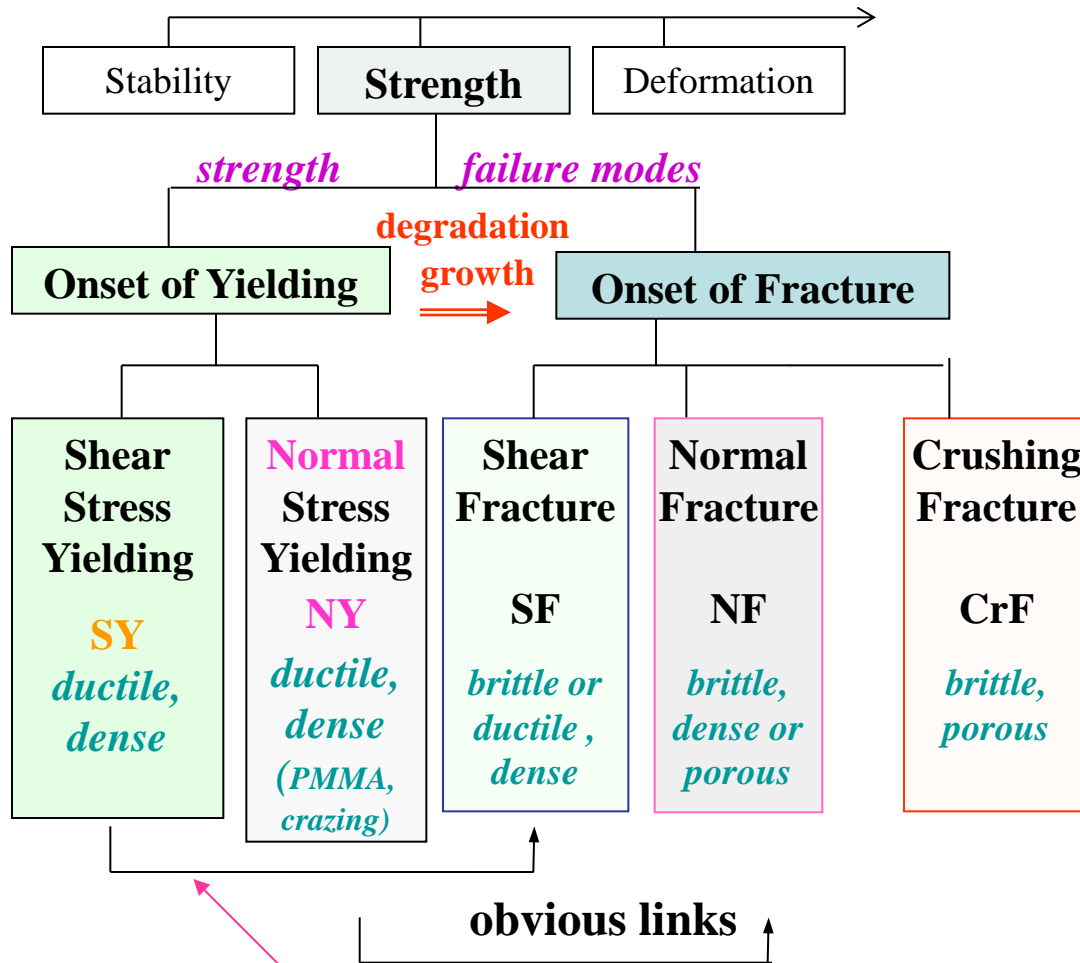 Stability
Strength
Deformation
strength
failure modes
degradation
growth
Onset of Yielding
Onset of Fracture
Shear
Stress
Yielding
SY
ductile,
dense
Normal
Stress
Yielding
NY
ductile,
dense
(PMMA,
crazing)
Shear
Fracture
SF
brittle or
ductile ,
dense
Normal
Fracture
NF
brittle,
dense or
porous
Crushing
Fracture
CrF
brittle,
porous
obvious links